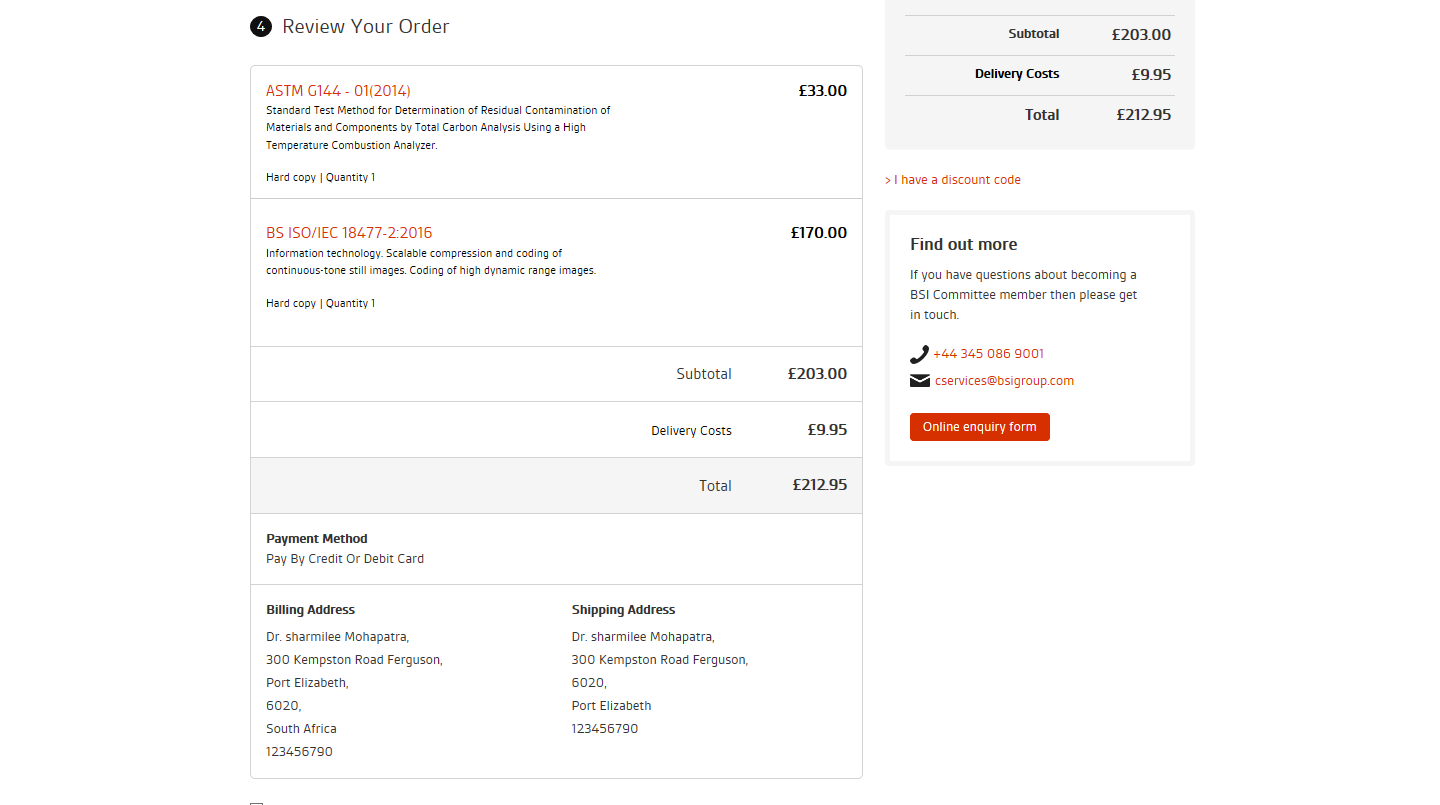 4 Review Your Order
ASTM G144 - 01(2014) £33.00
Standard Test Method for Determination of Residual Contamination of
Materials and Components by Total Carbon Analysis Using a High
Temperature Combustion Analyzer.
Hard copy | Quantity 1
BS ISO/IEC 18477-2:2016 £170.00
Information technology. Scalable compression and coding of
continuous-tone still images. Coding of high dynamic range images.
Hard copy | Quantity 1
Subtotal £203.00
Delivery Costs £9.95
Total £212.95
Payment Method
Pay By Credit Or Debit Card
Billing Address
Dr. sharmilee Mohapatra,
300 Kempston Road Ferguson,
Port Elizabeth,
6020,
South Africa
123456790
Shipping Address
Dr. sharmilee Mohapatra,
300 Kempston Road Ferguson,
6020,
Port Elizabeth
123456790
Subtotal £203.00
Delivery Costs £9.95
Total £212.95
> I have a discount code
Find out more
If you have questions about becoming a
BSI Committee member then please get
in touch.
+44 345 086 9001
cservices@bsigroup.com
Online enquiry form